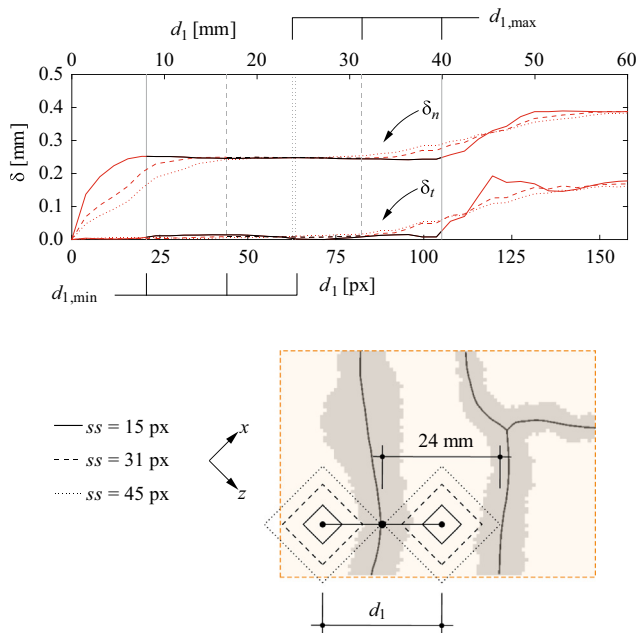 d₁ [mm]
d₁,max
0 10 20 30 40 50 60
0.5
0.4
0.3
0.2
0.1
0.0
δ [mm]
δₙ
δₜ
0 25 50 75 100 125 150
d₁,min
d₁ [px]
ss = 15 px
ss = 31 px
ss = 45 px
x
z
24 mm
d₁